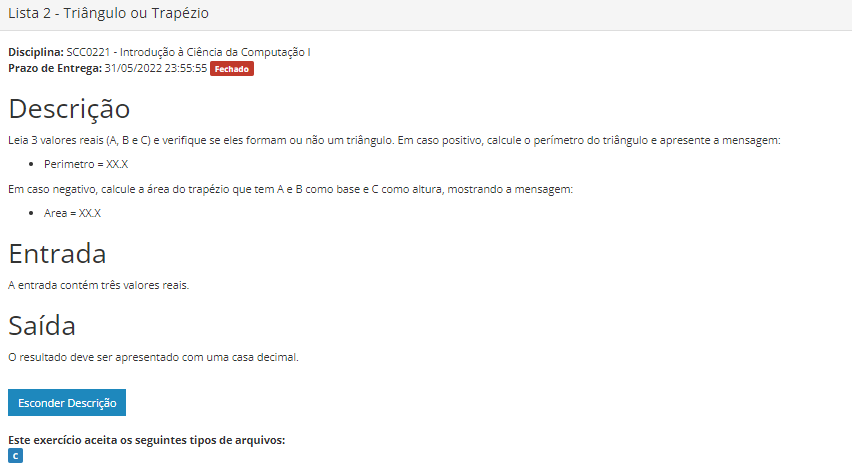 Lista 2 - Triângulo ou Trapézio
Disciplina: SCC0221 - Introdução à Ciência da Computação I
Prazo de Entrega: 31/05/2022 23:55:55 Fechado
Descrição
Leia 3 valores reais (A, B e C) e verifique se eles formam ou não um triângulo. Em caso positivo, calcule o perímetro do triângulo e apresente a mensagem:
• Perimetro = XX.X
Em caso negativo, calcule a área do trapézio que tem A e B como base e C como altura, mostrando a mensagem:
• Area = XX.X
Entrada
A entrada contém três valores reais.
Saída
O resultado deve ser apresentado com uma casa decimal.
Esconder Descrição
Este exercício aceita os seguintes tipos de arquivos:
C